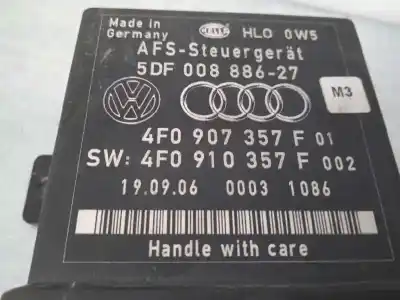 Made in HELLA HLO 0W5
Germany
AFS-Steuergerät
5DF 008 886-27
M3
4F0 907 357 F 01
SW: 4F0 910 357 F 002
19.09.06 0003 1086
Handle with care